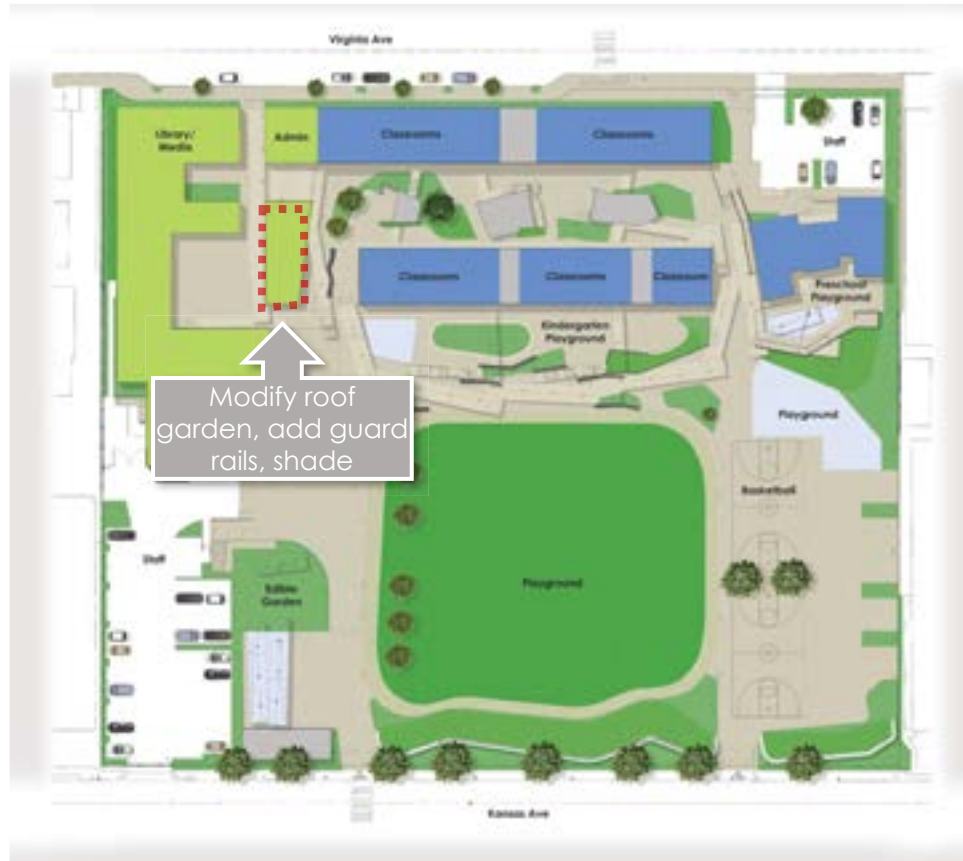 Virginia Ave
Library/
Media
Admin
Classrooms
Classrooms
Staff
Classrooms
Classrooms
Classroom
Preschool
Playground
Kindergarten
Playground
Modify roof
garden, add guard
rails, shade
Playground
Basketball
Staff
Edible
Garden
Playground
Kansas Ave